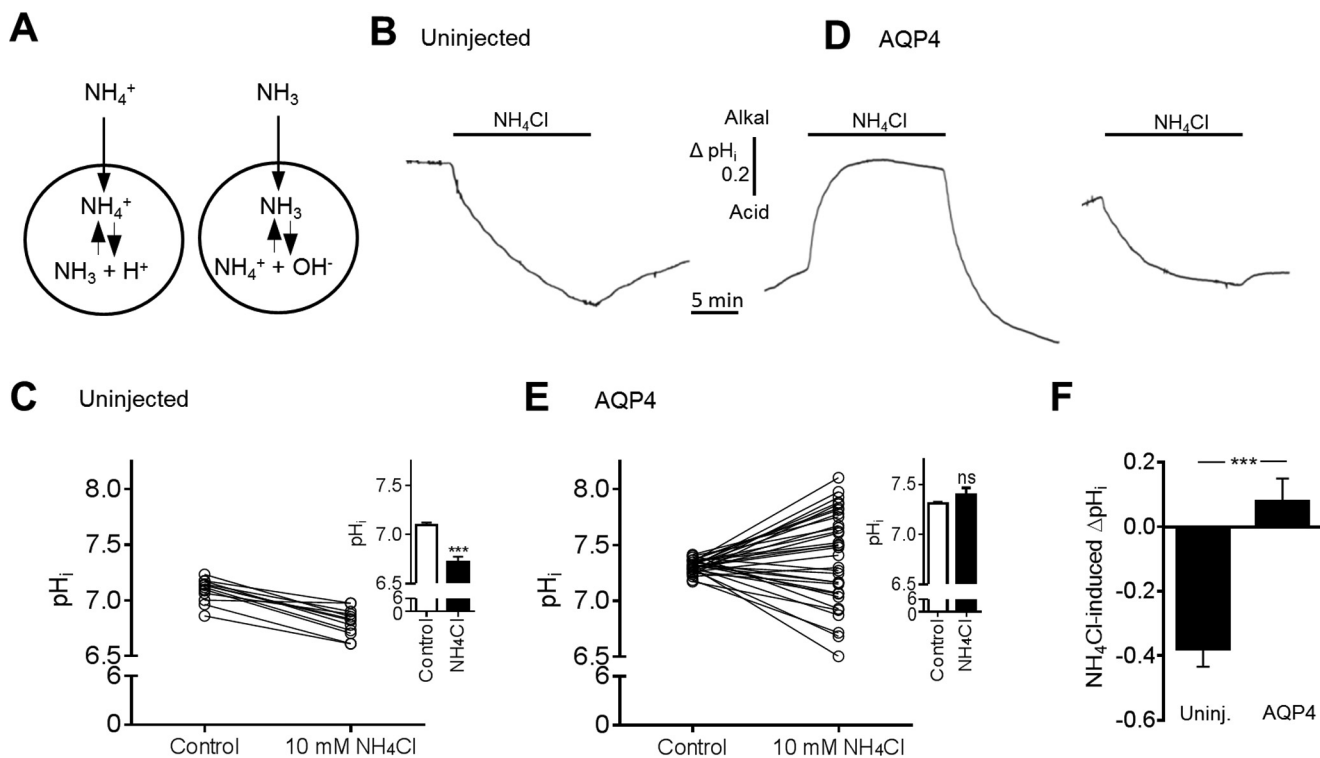 A
NH₄⁺
NH₃
NH₄⁺
NH₃
NH₃ + H⁺
NH₄⁺ + OH⁻
B Uninjected
NH₄Cl
Alkal
Δ pHᵢ
0.2
Acid
5 min
D AQP4
NH₄Cl
NH₄Cl
C Uninjected
pHᵢ
8.0
7.5
7.0
6.5
6
0
Control 10 mM NH₄Cl
pHᵢ
7.5
7.0
6.5
6
0
***
Control
NH₄Cl
E AQP4
pHᵢ
8.0
7.5
7.0
6.5
6
0
Control 10 mM NH₄Cl
pHᵢ
7.5
7.0
6.5
6
0
ns
Control
NH₄Cl
F
NH₄Cl-induced ΔpHᵢ
0.2
0.0
-0.2
-0.4
-0.6
***
Uninj. AQP4